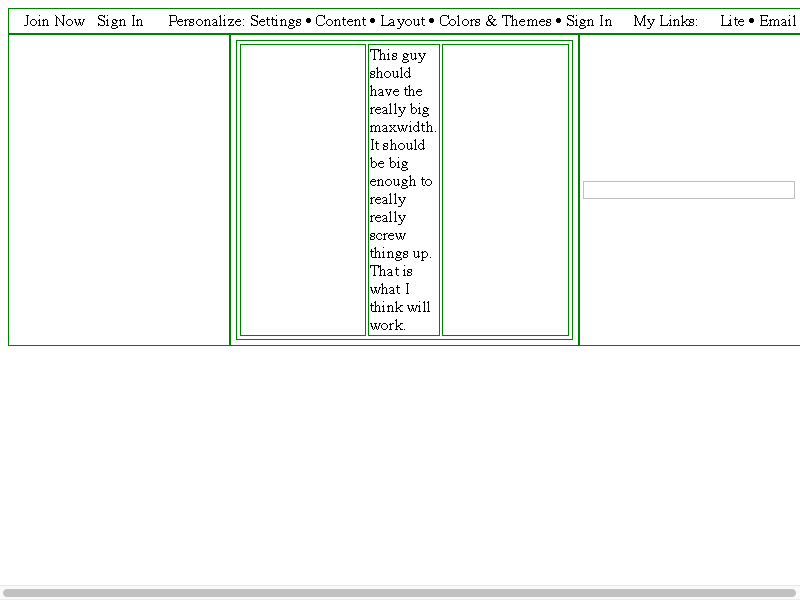 Join Now Sign In Personalize: Settings • Content • Layout • Colors & Themes • Sign In My Links: Lite • Email
This guy
should
have the
really big
maxwidth.
It should
be big
enough to
really
really
screw
things up.
That is
what I
think will
work.